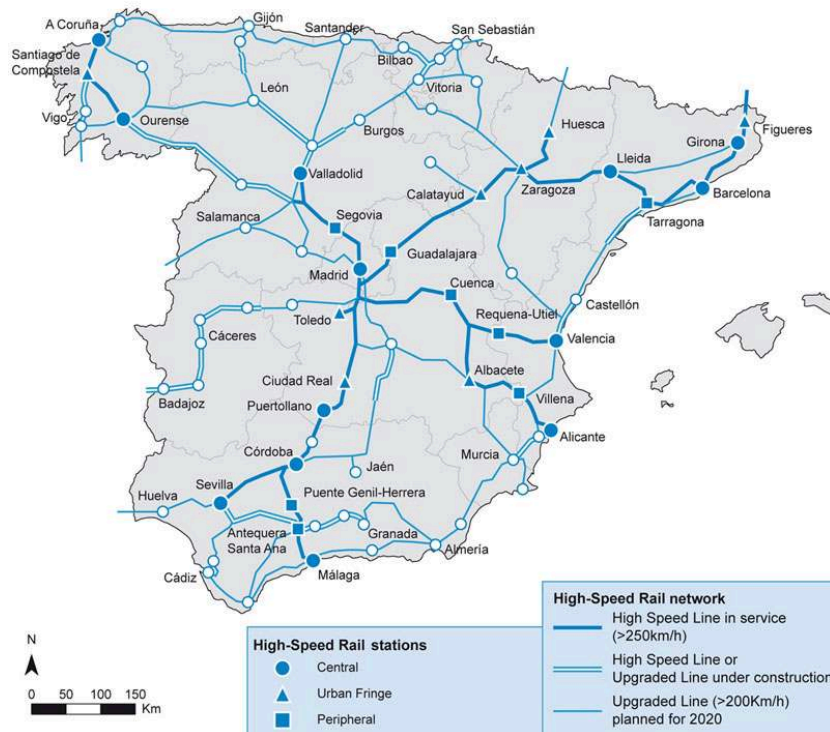 A Coruña
Gijón
Santander
San Sebastián
Bilbao
Santiago de
Compostela
Vitoria
León
Vigo
Ourense
Burgos
Huesca
Girona
Figueres
Valladolid
Lleida
Calatayud
Zaragoza
Barcelona
Salamanca
Segovia
Tarragona
Guadalajara
Madrid
Cuenca
Castellón
Toledo
Requena-Utiel
Cáceres
Valencia
Ciudad Real
Albacete
Badajoz
Puertollano
Villena
Alicante
Córdoba
Murcia
Jaén
Sevilla
Huelva
Puente Genil-Herrera
Antequera
Santa Ana
Granada
Almería
Cádiz
Málaga
N
0 50 100 150
Km
High-Speed Rail stations
Central
Urban Fringe
Peripheral
High-Speed Rail network
High Speed Line in service
(>250km/h)
High Speed Line or
Upgraded Line under construction
Upgraded Line (>200Km/h)
planned for 2020